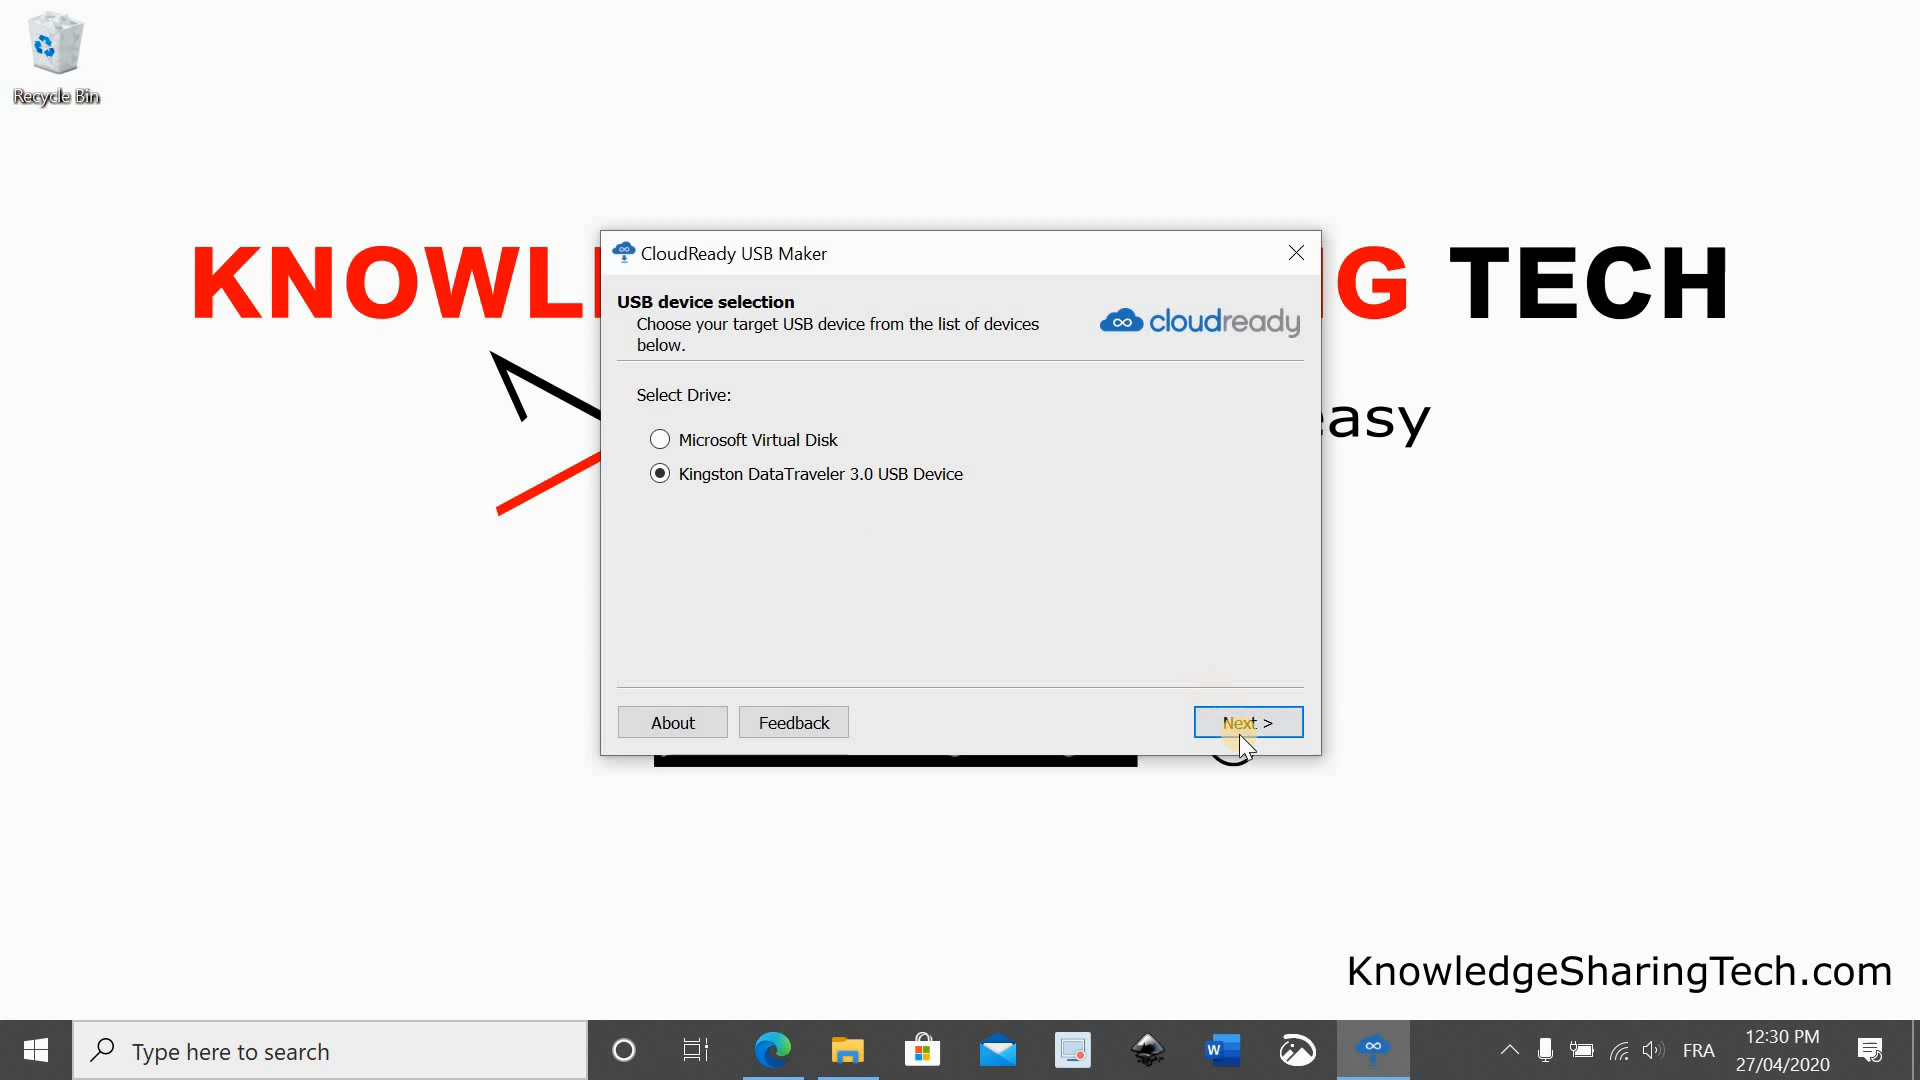 Recycle Bin
KNOWL
G TECH
easy
CloudReady USB Maker
USB device selection
Choose your target USB device from the list of devices
below.
cloudready
Select Drive:
Microsoft Virtual Disk
Kingston DataTraveler 3.0 USB Device
About
Feedback
Next >
KnowledgeSharingTech.com
Type here to search
W
FRA
12:30 PM
27/04/2020